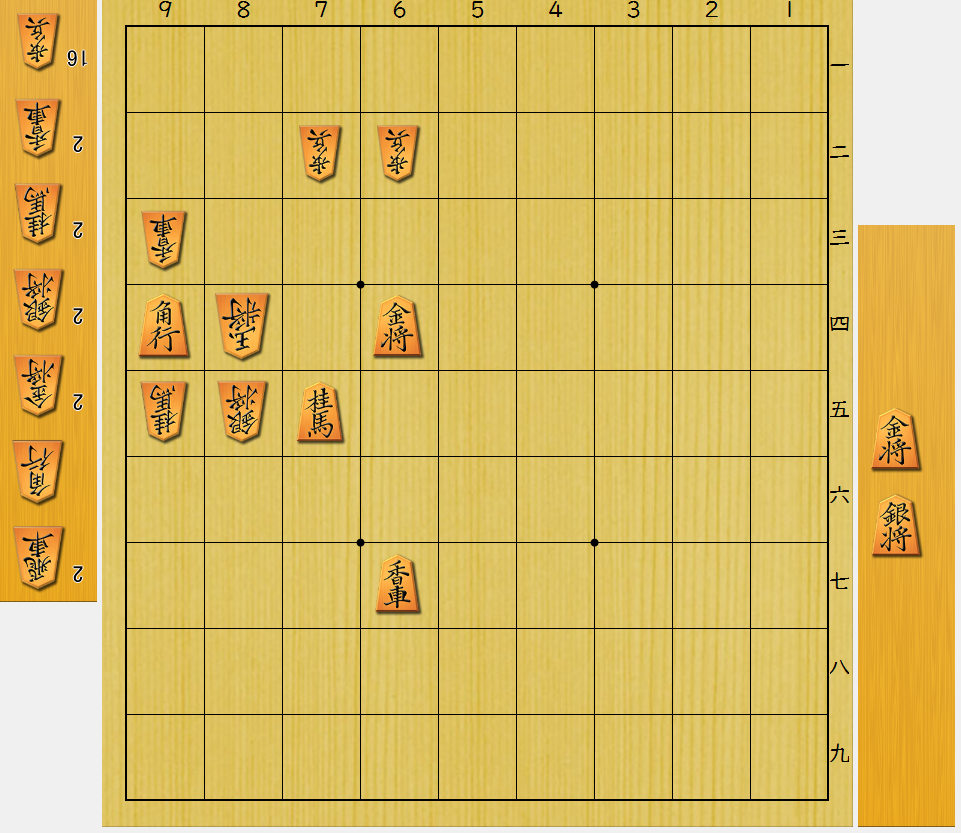 9 8 7 6 5 4 3 2 1
歩兵 16
香車 2
桂馬 2
銀将 2
金将 2
角行
飛車 2
一
歩兵 歩兵 二
香車 三
角行 玉将 金将 四
桂馬 銀将 桂馬 五
六
香車 七
八
九
金将
銀将